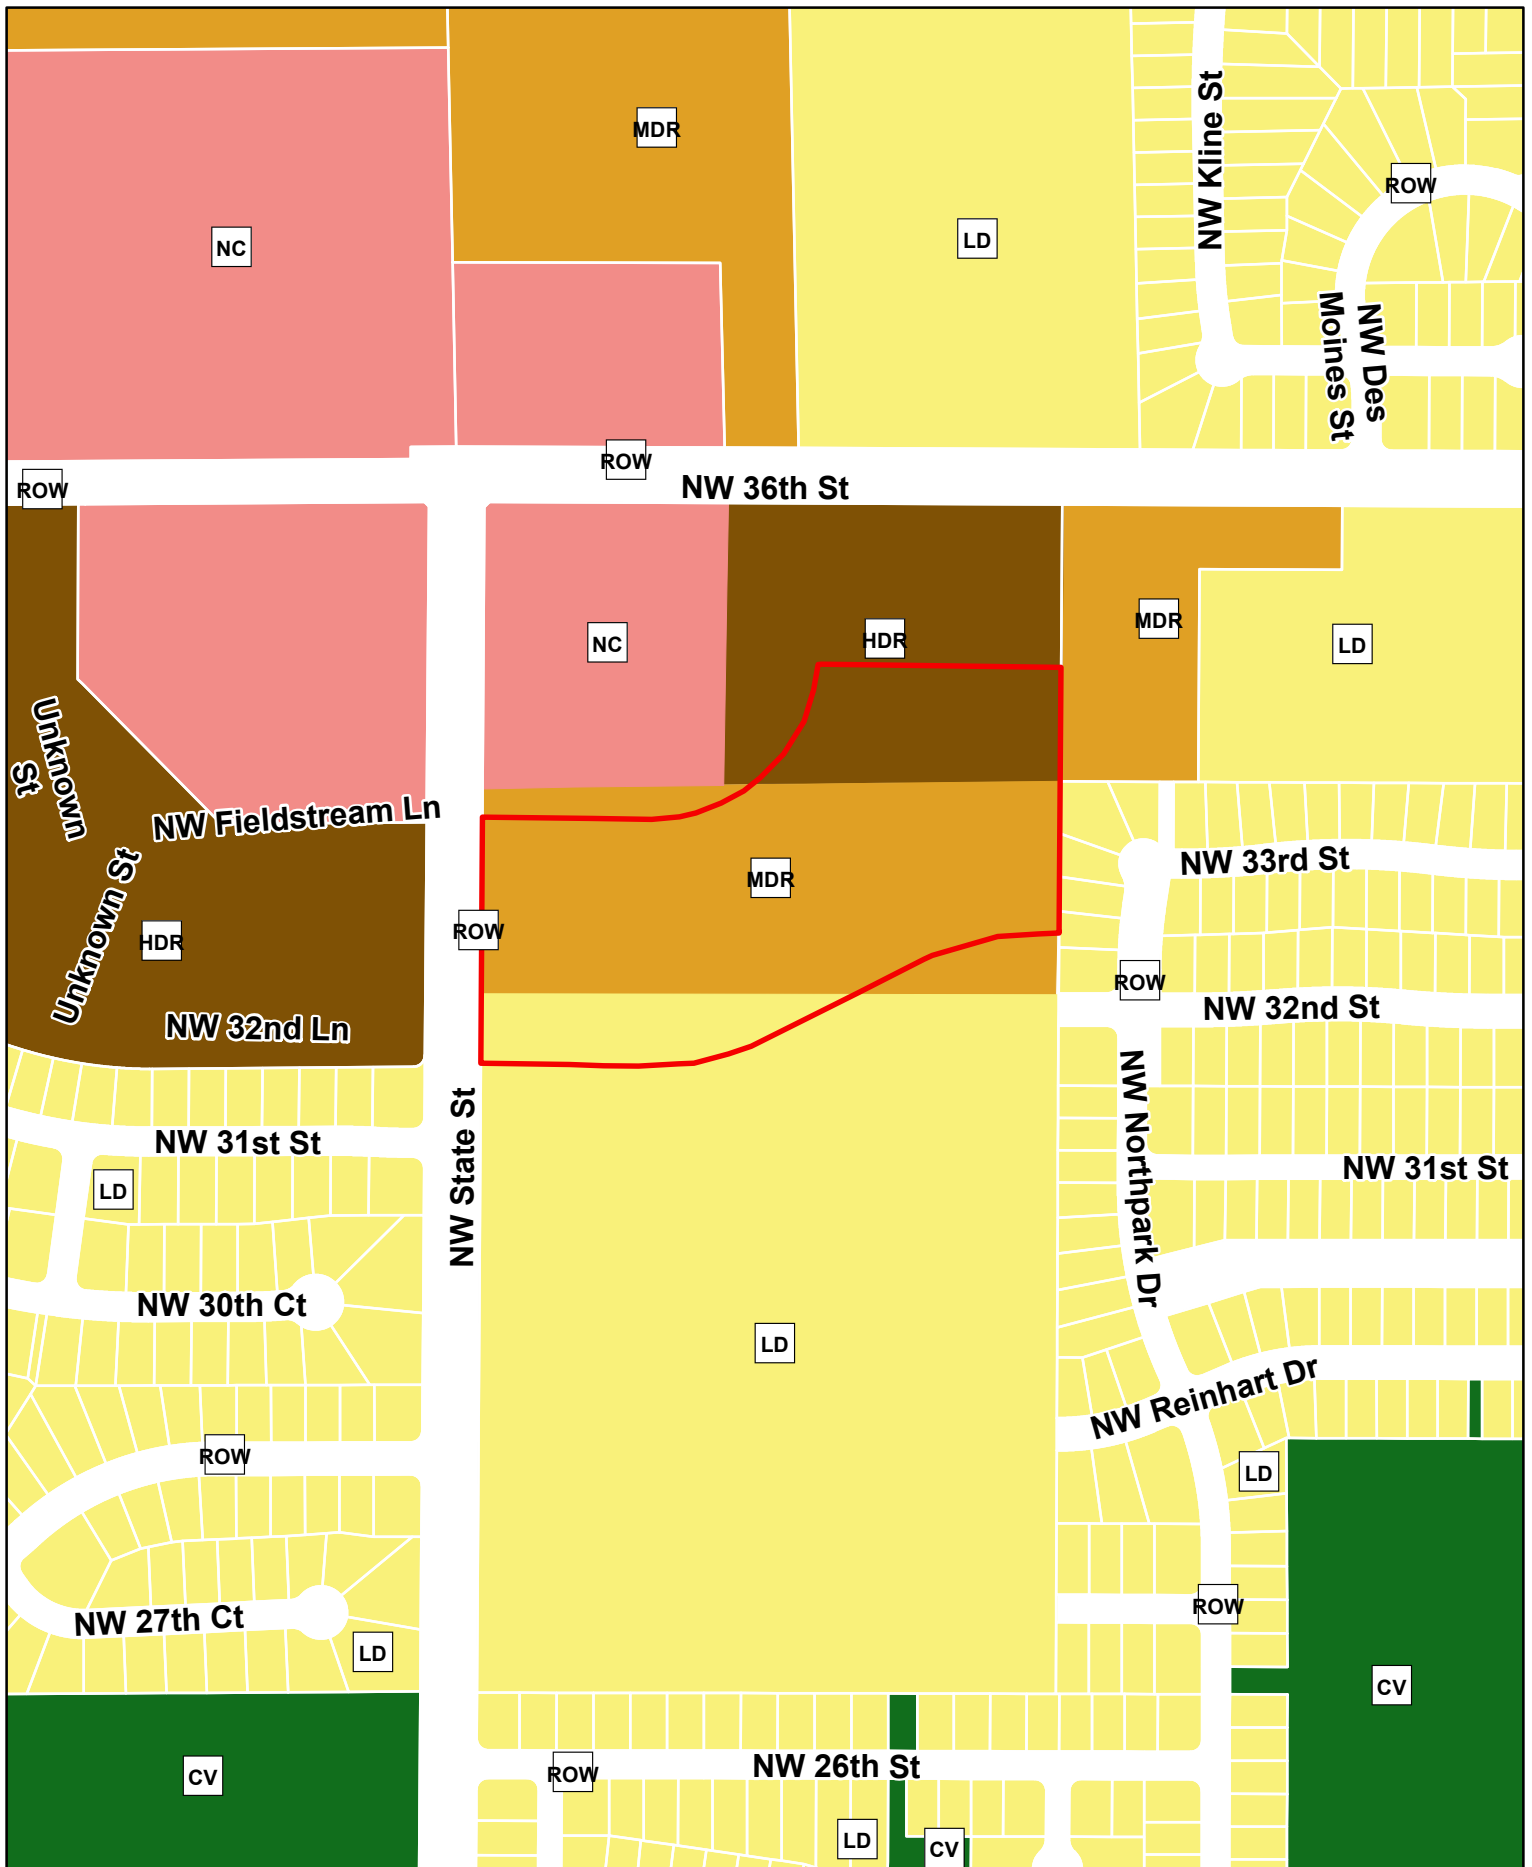 NW Kline St
MDR
ROW
LD
NC
NW Des
Moines St
ROW
ROW
NW 36th St
NC
HDR
MDR
LD
Unknown
St
NW Fieldstream Ln
NW 33rd St
Unknown St
MDR
ROW
HDR
ROW
NW 32nd St
NW 32nd Ln
NW State St
NW Northpark Dr
NW 31st St
NW 31st St
LD
NW 30th Ct
LD
NW Reinhart Dr
ROW
LD
NW 27th Ct
ROW
LD
CV
NW 26th St
ROW
CV
LD
CV